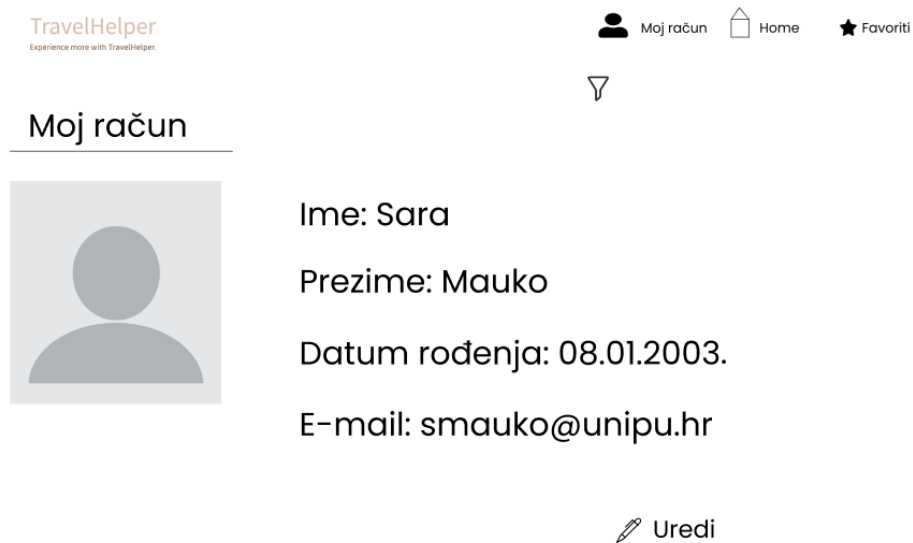 TravelHelper
Experience more with TravelHelper.
Moj račun
Home
Favoriti
Moj račun
Ime: Sara
Prezime: Mauko
Datum rođenja: 08.01.2003.
E-mail: smauko@unipu.hr
Uredi